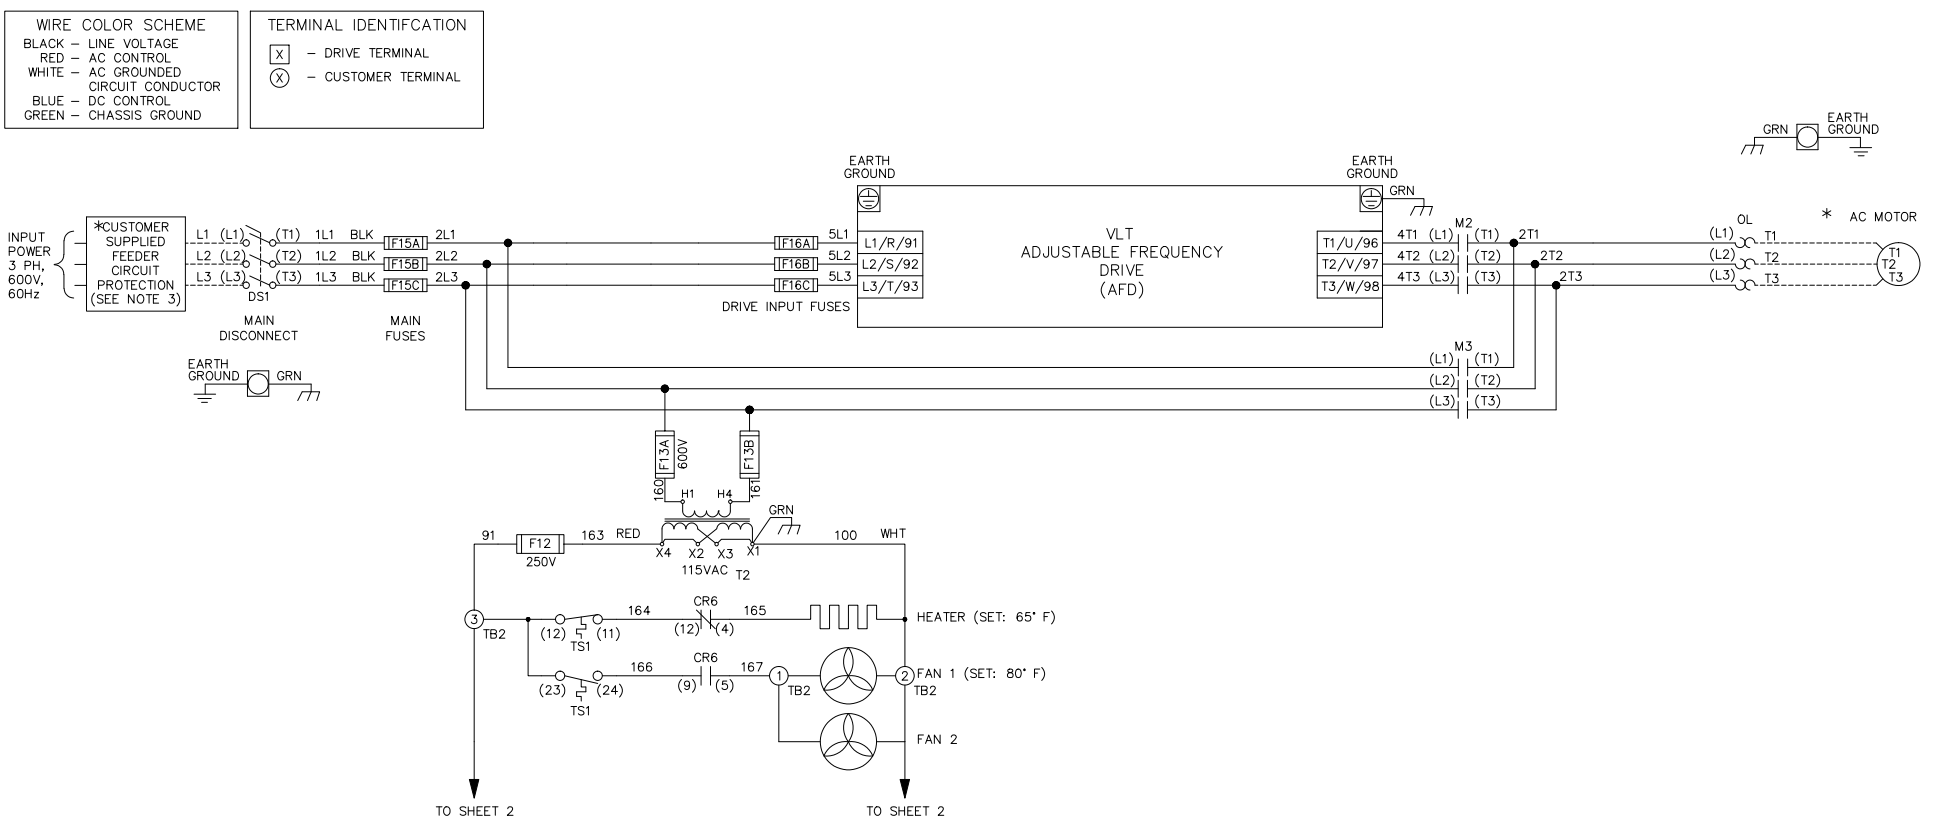 WIRE COLOR SCHEME
BLACK – LINE VOLTAGE
RED – AC CONTROL
WHITE – AC GROUNDED
CIRCUIT CONDUCTOR
BLUE – DC CONTROL
GREEN – CHASSIS GROUND
TERMINAL IDENTIFCATION
X – DRIVE TERMINAL
X – CUSTOMER TERMINAL
INPUT
POWER
3 PH,
600V,
60Hz
*CUSTOMER
SUPPLIED
FEEDER
CIRCUIT
PROTECTION
(SEE NOTE 3)
L1 (L1) (T1) 1L1 BLK F15A 2L1
L2 (L2) (T2) 1L2 BLK F15B 2L2
L3 (L3) (T3) 1L3 BLK F15C 2L3
DS1
MAIN
DISCONNECT
MAIN
FUSES
EARTH
GROUND
GRN
F16A 5L1 L1/R/91
F16B 5L2 L2/S/92
F16C 5L3 L3/T/93
DRIVE INPUT FUSES
EARTH
GROUND
VLT
ADJUSTABLE FREQUENCY
DRIVE
(AFD)
EARTH
GROUND
GRN
M2
T1/U/96 4T1 (L1) (T1) 2T1
T2/V/97 4T2 (L2) (T2) 2T2
T3/W/98 4T3 (L3) (T3) 2T3
M3
(L1) (T1)
(L2) (T2)
(L3) (T3)
GRN
EARTH
GROUND
OL
* AC MOTOR
(L1) T1
(L2) T2
(L3) T3
T1
T2
T3
F13A
600V
F13B
160
161
H1 H4
GRN
91 F12 163 RED
250V
X4 X2 X3 X1
115VAC T2
100 WHT
3
TB2
(12) (11)
TS1
164
CR6
(12) (4)
165
HEATER (SET: 65° F)
(23) (24)
TS1
166
CR6
(9) (5)
167
1
TB2
2
TB2
FAN 1 (SET: 80° F)
FAN 2
TO SHEET 2
TO SHEET 2